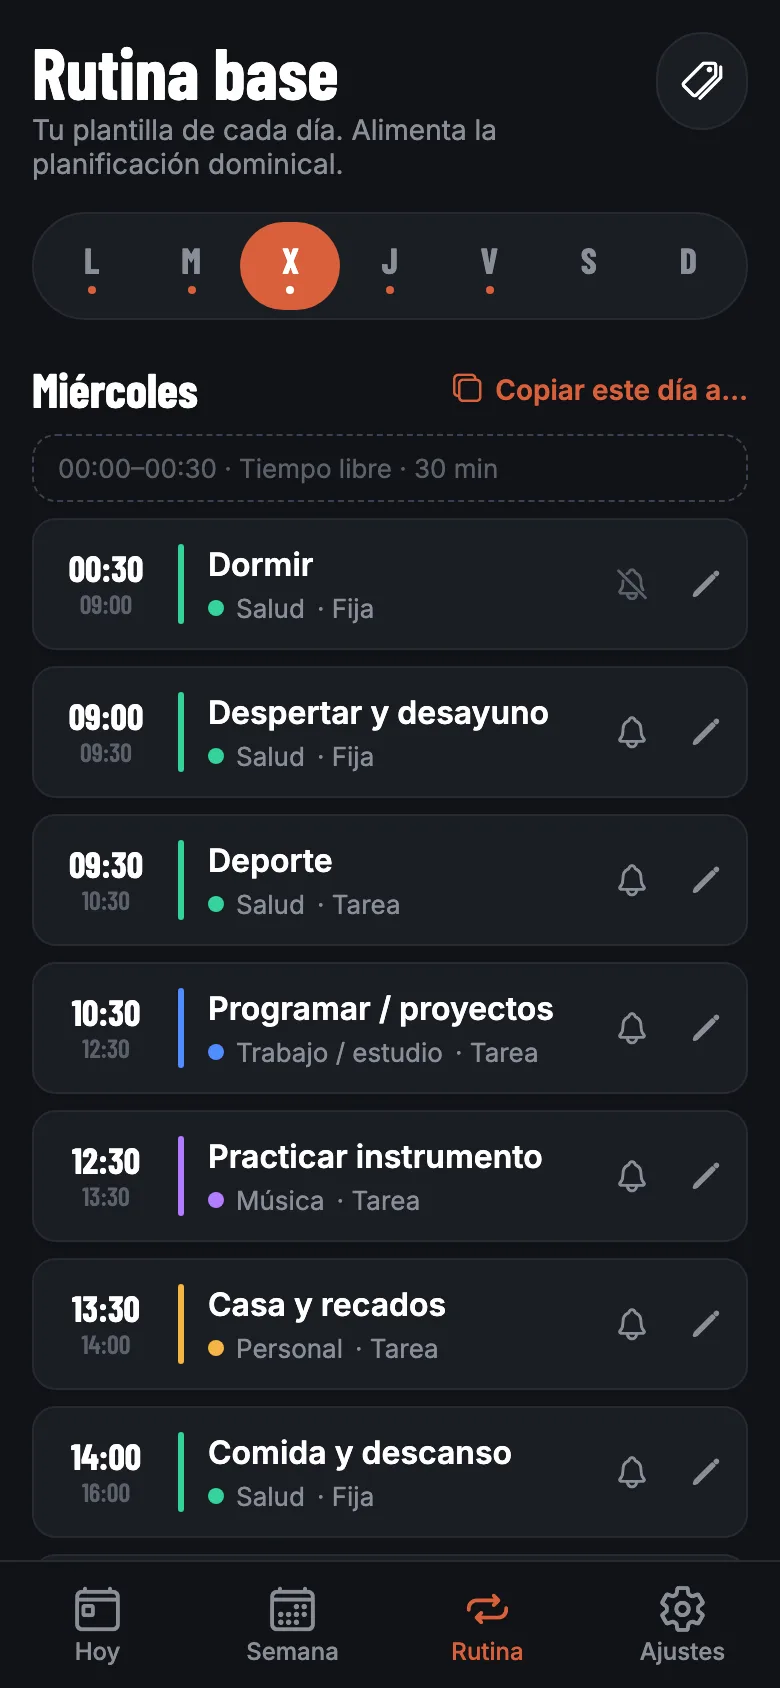 Rutina base
Tu plantilla de cada día. Alimenta la
planificación dominical.
L M X J V S D
Miércoles
Copiar este día a...
00:00–00:30 · Tiempo libre · 30 min
00:30
09:00
Dormir
Salud · Fija
09:00
09:30
Despertar y desayuno
Salud · Fija
09:30
10:30
Deporte
Salud · Tarea
10:30
12:30
Programar / proyectos
Trabajo / estudio · Tarea
12:30
13:30
Practicar instrumento
Música · Tarea
13:30
14:00
Casa y recados
Personal · Tarea
14:00
16:00
Comida y descanso
Salud · Fija
Hoy
Semana
Rutina
Ajustes